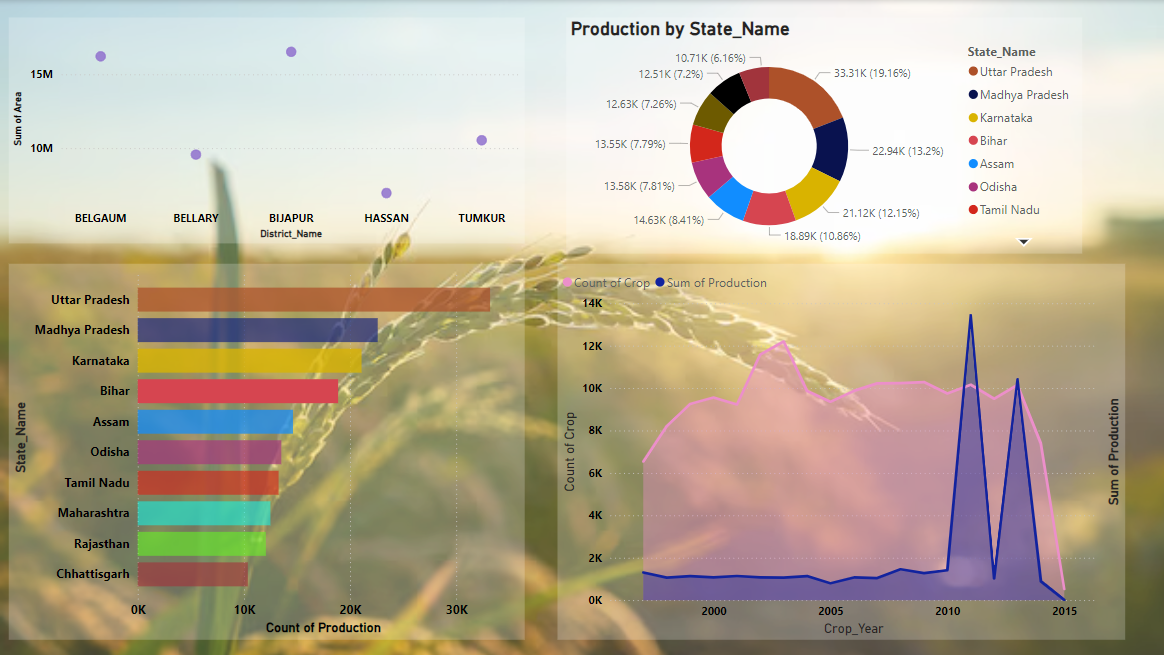 15M
10M
Sum of Area
BELGAUM BELLARY BIJAPUR HASSAN TUMKUR
District_Name
Production by State_Name
10.71K (6.16%)
12.51K (7.2%)
12.63K (7.26%)
13.55K (7.79%)
13.58K (7.81%)
14.63K (8.41%)
33.31K (19.16%)
22.94K (13.2%)
21.12K (12.15%)
18.89K (10.86%)
State_Name
Uttar Pradesh
Madhya Pradesh
Karnataka
Bihar
Assam
Odisha
Tamil Nadu
State_Name
Uttar Pradesh
Madhya Pradesh
Karnataka
Bihar
Assam
Odisha
Tamil Nadu
Maharashtra
Rajasthan
Chhattisgarh
0K 10K 20K 30K
Count of Production
Count of Crop Sum of Production
14K
12K
10K
8K
6K
4K
2K
0K
Count of Crop
Sum of Production
2000 2005 2010 2015
Crop_Year